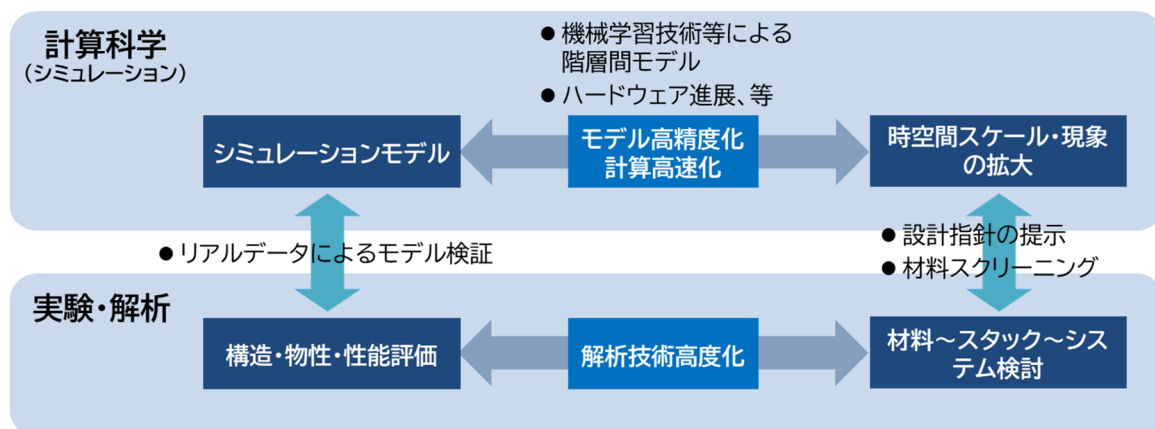 計算科学
（シミュレーション）
● 機械学習技術等による
階層間モデル
● ハードウェア進展、等
シミュレーションモデル
モデル高精度化
計算高速化
時空間スケール・現象
の拡大
● リアルデータによるモデル検証
● 設計指針の提示
● 材料スクリーニング
実験・解析
構造・物性・性能評価
解析技術高度化
材料～スタック～シス
テム検討